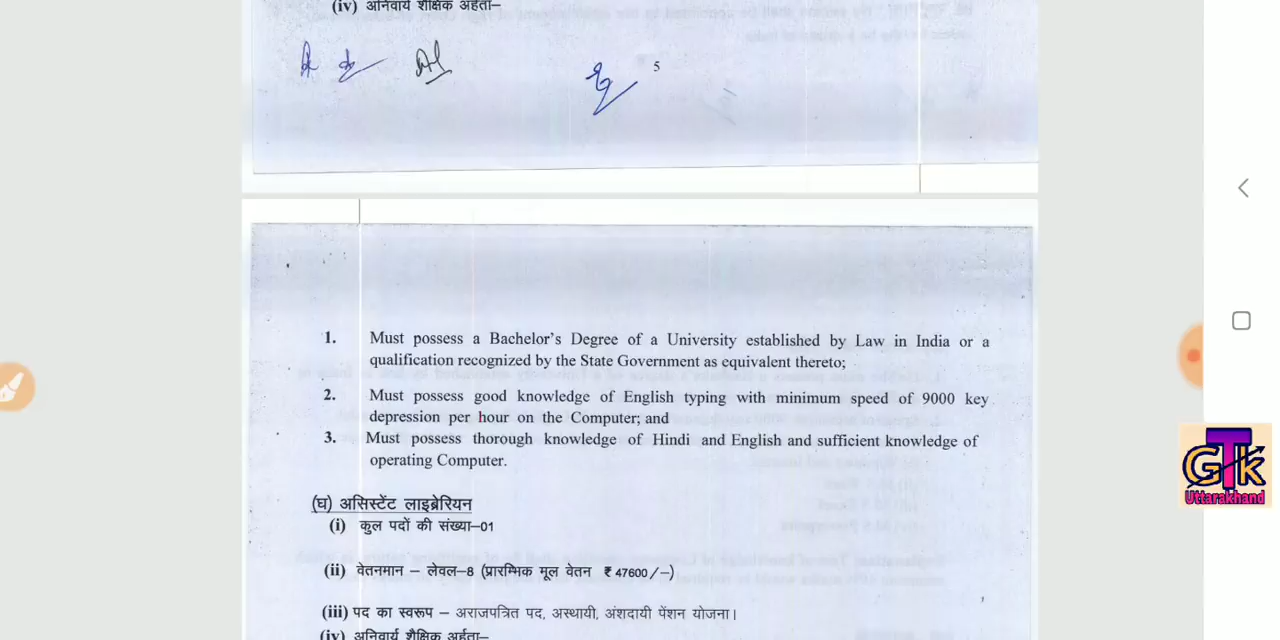 (iv) अनिवार्य शैक्षिक अर्हता–
5
1. Must possess a Bachelor's Degree of a University established by Law in India or a
qualification recognized by the State Government as equivalent thereto;
2. Must possess good knowledge of English typing with minimum speed of 9000 key
depression per hour on the Computer; and
3. Must possess thorough knowledge of Hindi and English and sufficient knowledge of
operating Computer.
(घ) असिस्टेंट लाइब्रेरियन
(i) कुल पदों की संख्या–01
(ii) वेतनमान – लेवल–8 (प्रारम्भिक मूल वेतन ₹ 47600/–)
(iii) पद का स्वरूप – अराजपत्रित पद, अस्थायी, अंशदायी पेंशन योजना।
(iv) अनिवार्य शैक्षिक अर्हता–
GTK
Uttarakhand